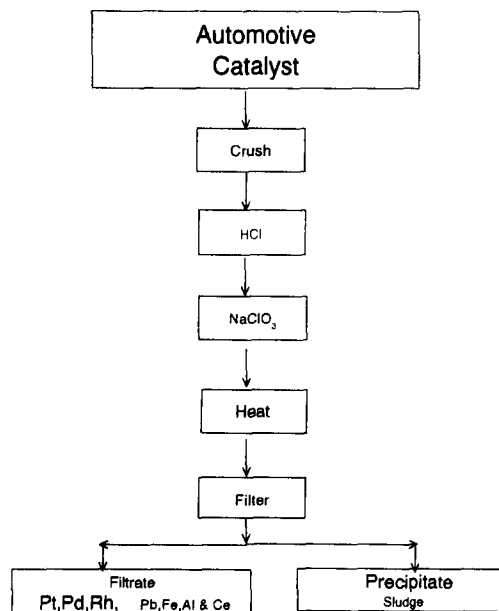 Automotive
Catalyst
Crush
HCl
NaClO₃
Heat
Filter
Filtrate
Pt,Pd,Rh, Pb,Fe,Al & Ce
Precipitate
Sludge